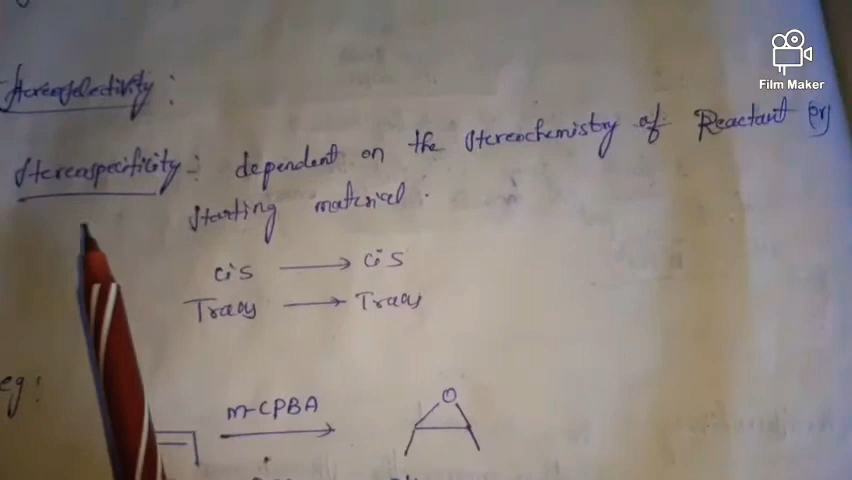 Film Maker
Stereoselectivity :
Stereospecificity :- dependent on the stereochemistry of Reactant (or)
starting material.
cis → cis
Trans → Trans
eg :
m-CPBA
O